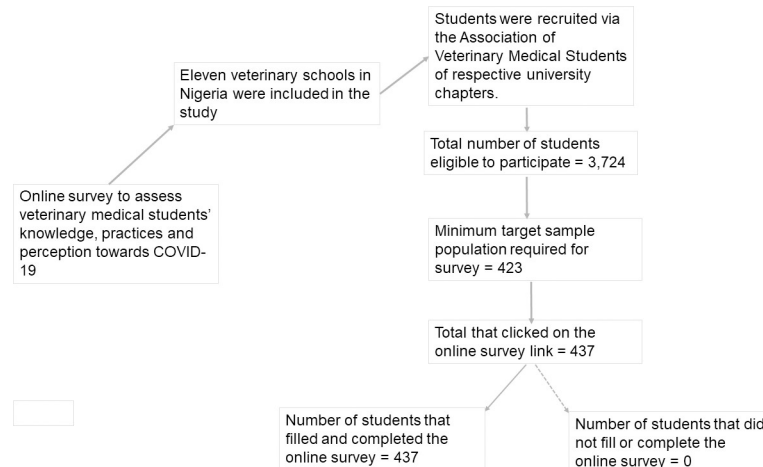 Online survey to assess
veterinary medical students’
knowledge, practices and
perception towards COVID-
19
Eleven veterinary schools in
Nigeria were included in the
study
Students were recruited via
the Association of
Veterinary Medical Students
of respective university
chapters.
Total number of students
eligible to participate = 3,724
Minimum target sample
population required for
survey = 423
Total that clicked on the
online survey link = 437
Number of students that
filled and completed the
online survey = 437
Number of students that did
not fill or complete the
online survey = 0